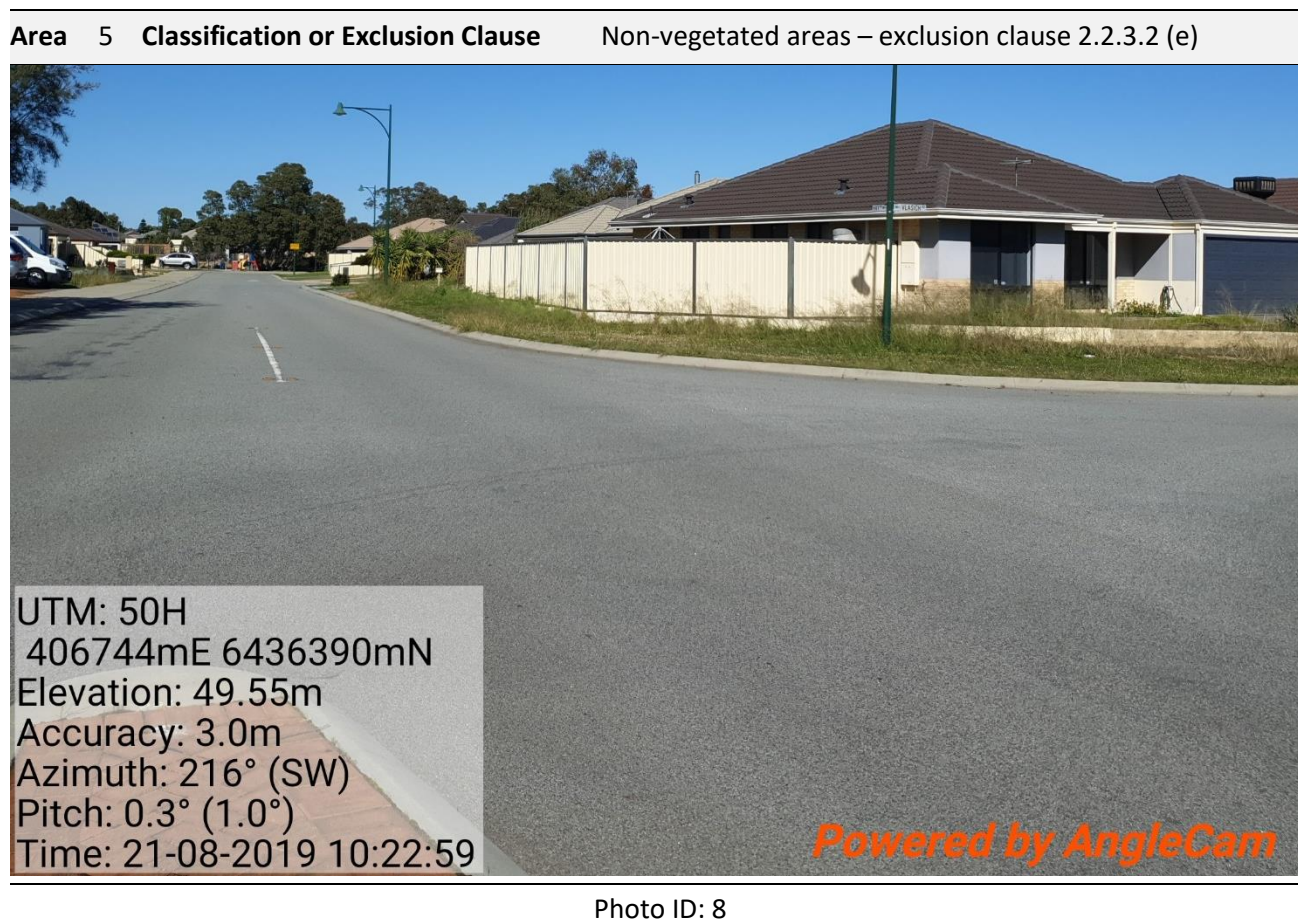 Area 5 Classification or Exclusion Clause Non-vegetated areas – exclusion clause 2.2.3.2 (e)
UTM: 50H
406744mE 6436390mN
Elevation: 49.55m
Accuracy: 3.0m
Azimuth: 216° (SW)
Pitch: 0.3° (1.0°)
Time: 21-08-2019 10:22:59
Powered by AngleCam
Photo ID: 8